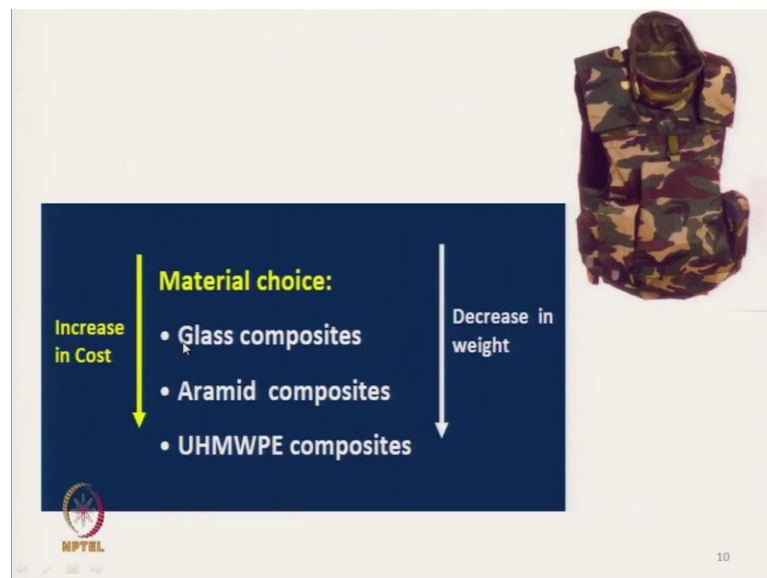 Material choice:
Increase
in Cost
• Glass composites
• Aramid composites
• UHMWPE composites
Decrease in
weight
NPTEL
10